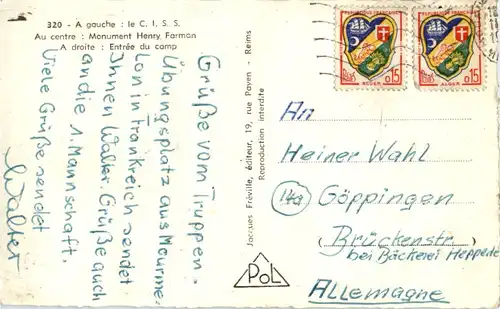 320 - A gauche : le C. I. S. S.
Au centre : Monument Henry Farman
A droite : Entrée du camp
Grüße vom Truppen-
Übungsplatz aus Mourme-
lon in Frankreich sendet
Ihnen Walter. Grüße auch
an die 1. Mannschaft.
Viele Grüße sendet
Walter
Jacques Fréville, éditeur, 19, rue Payen - Reims
Reproduction interdite
POL
ALGER
0,15
ALGER
0,15
An
Heiner Wahl
(14a) Göppingen
Brückenstr.
bei Bäckerei Hepperle
Allemagne